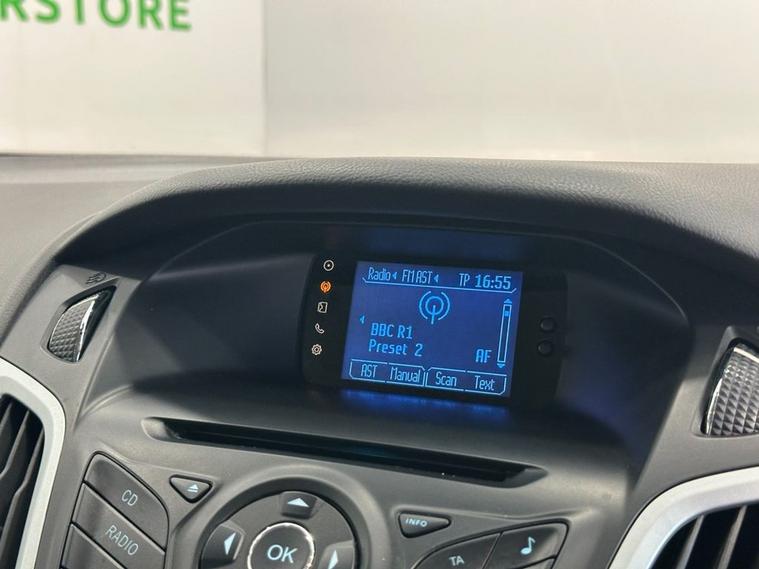 RSTORE
Radio FM AST TP 16:55
BBC R1
Preset 2 AF
AST Manual Scan Text
CD
RADIO
OK
INFO
TA